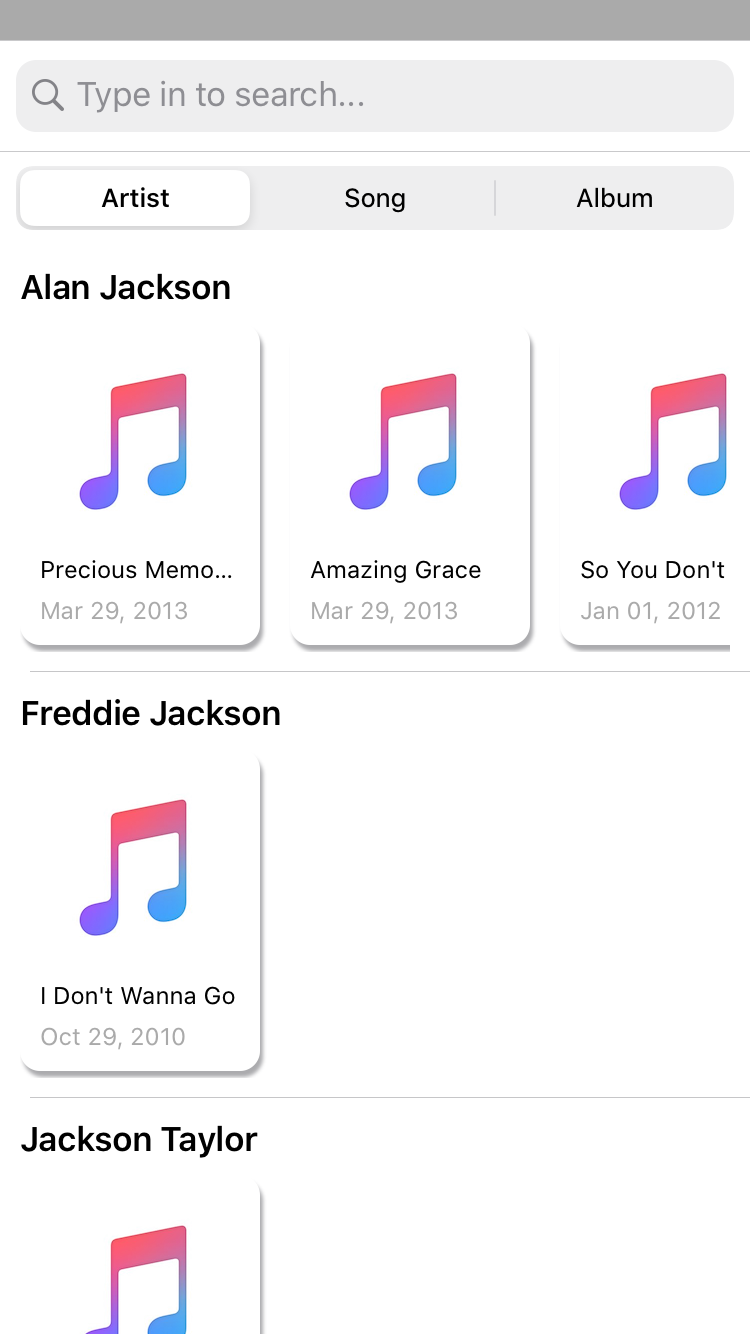 Type in to search...
Artist Song Album
Alan Jackson
Precious Memo... Amazing Grace So You Don't
Mar 29, 2013 Mar 29, 2013 Jan 01, 2012
Freddie Jackson
I Don't Wanna Go
Oct 29, 2010
Jackson Taylor